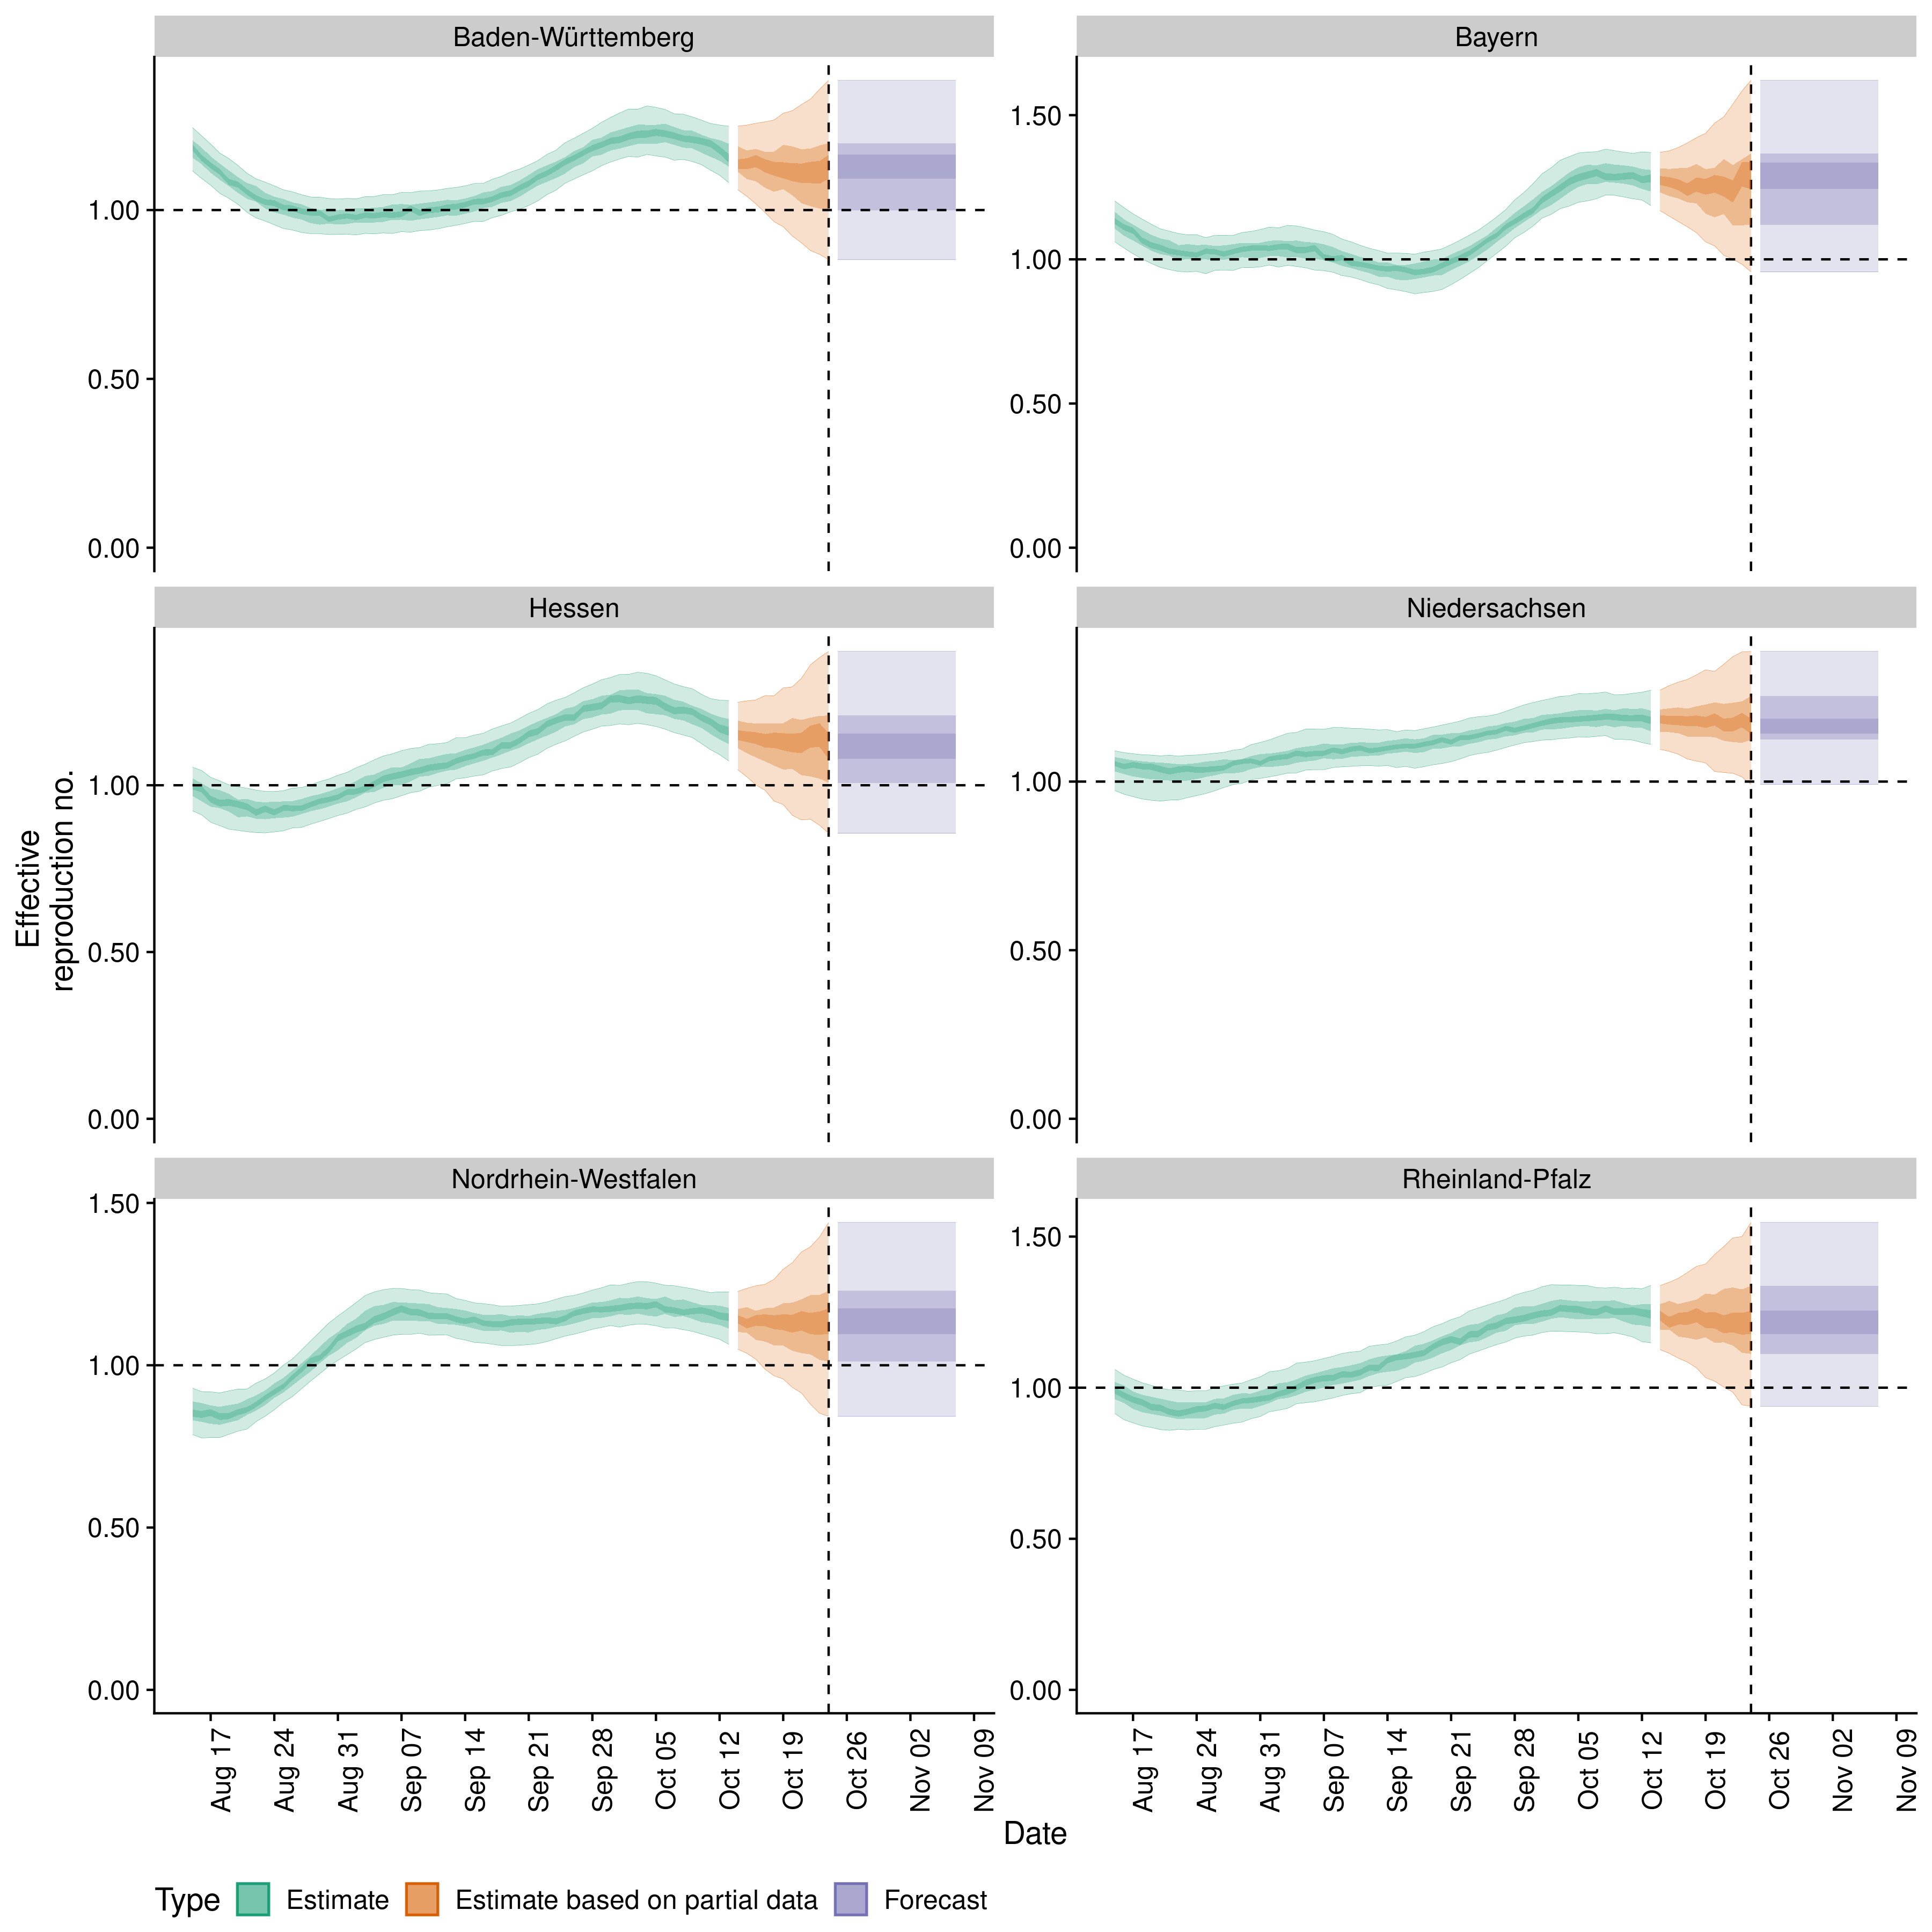 Baden-Württemberg
Bayern
1.00
0.50
0.00
1.50
1.00
0.50
0.00
Hessen
Niedersachsen
1.00
0.50
0.00
1.00
0.50
0.00
Effective
reproduction no.
Nordrhein-Westfalen
Rheinland-Pfalz
1.50
1.00
0.50
0.00
1.50
1.00
0.50
0.00
Aug 17
Aug 24
Aug 31
Sep 07
Sep 14
Sep 21
Sep 28
Oct 05
Oct 12
Oct 19
Oct 26
Nov 02
Nov 09
Aug 17
Aug 24
Aug 31
Sep 07
Sep 14
Sep 21
Sep 28
Oct 05
Oct 12
Oct 19
Oct 26
Nov 02
Nov 09
Date
Type Estimate Estimate based on partial data Forecast